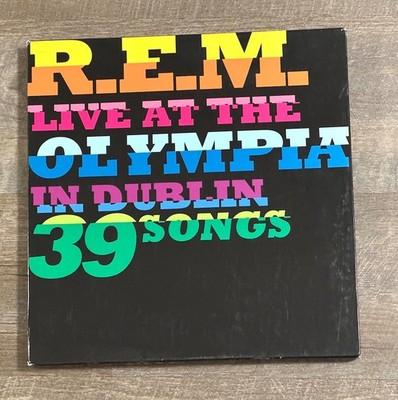 R.E.M.
LIVE AT THE
OLYMPIA
IN DUBLIN
39 SONGS